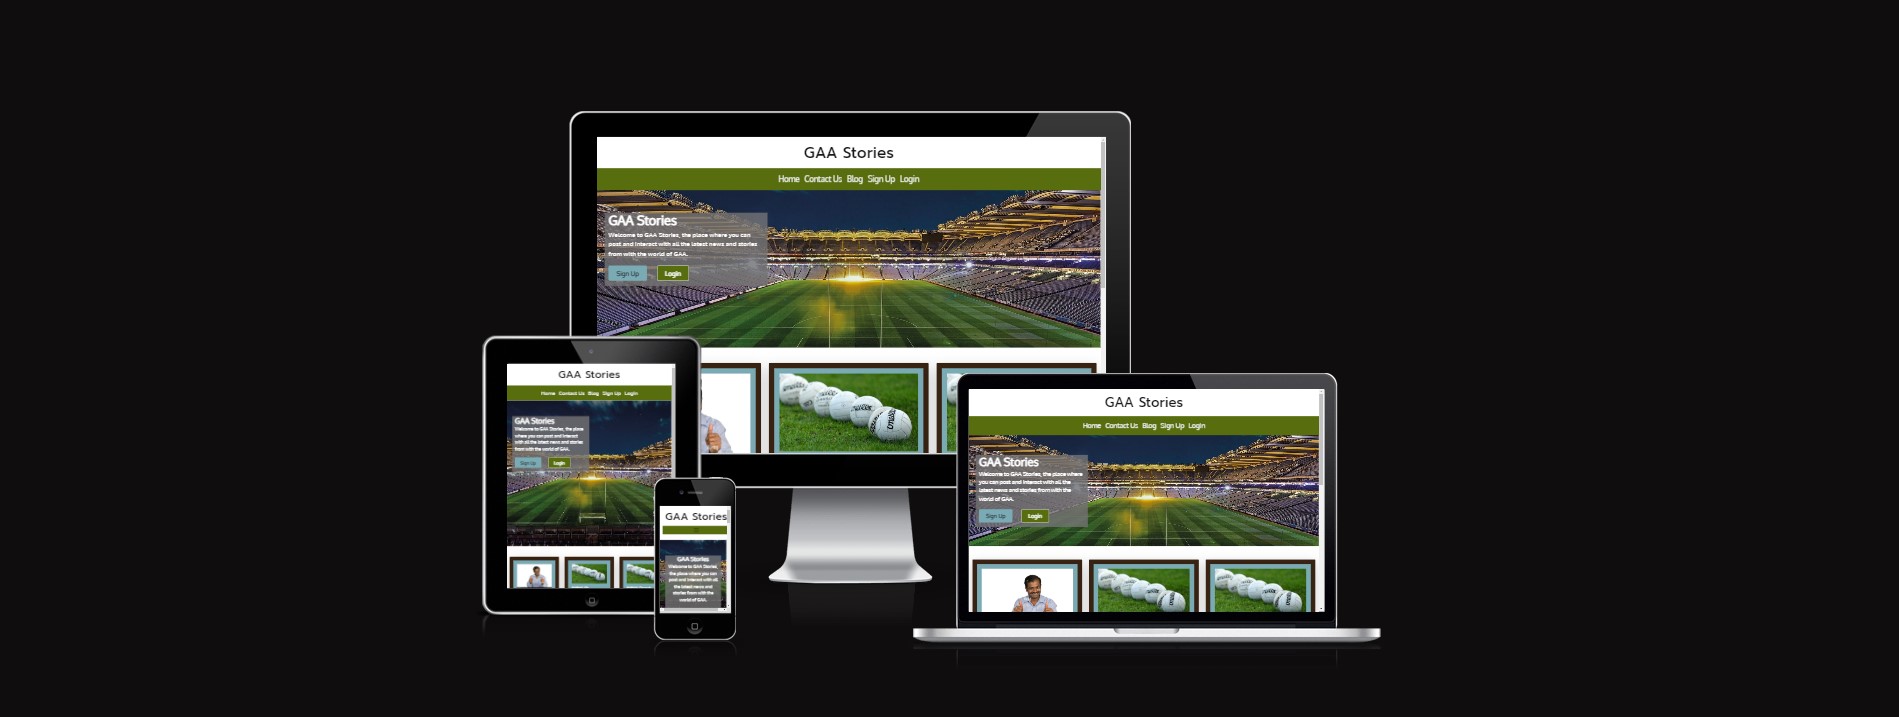 GAA Stories
Home Contact Us Blog Sign Up Login
GAA Stories
Welcome to GAA Stories, the place where you can
post and interact with all the latest news and stories
from with the world of GAA.
Sign Up Login
GAA Stories
Home Contact Us Blog Sign Up Login
GAA Stories
Welcome to GAA Stories, the place
where you can post and interact
with all the latest news and stories
from with the world of GAA.
Sign Up Login
GAA Stories
GAA Stories
Welcome to GAA Stories,
the place where you can
post and interact with all
the latest news and
stories from with the
world of GAA.
GAA Stories
Home Contact Us Blog Sign Up Login
GAA Stories
Welcome to GAA Stories, the place where
you can post and interact with all the
latest news and stories from with the
world of GAA.
Sign Up Login